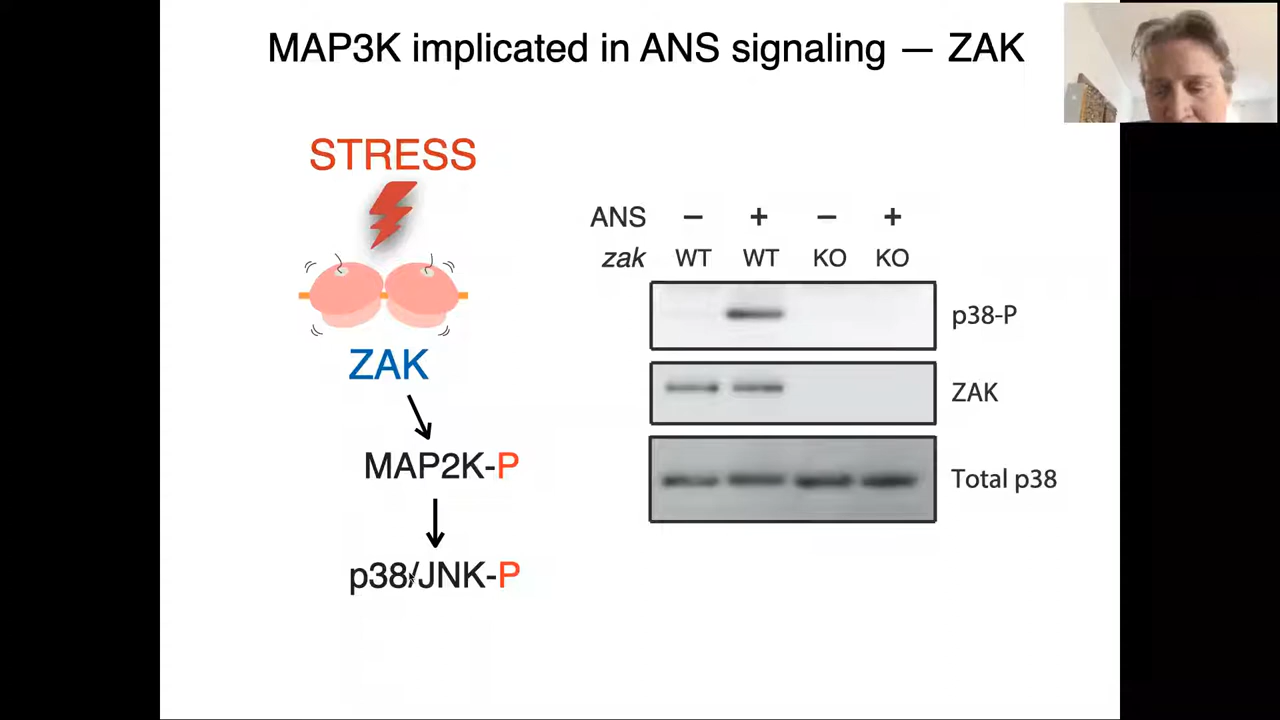 MAP3K implicated in ANS signaling — ZAK
STRESS
ZAK
MAP2K-P
p38/JNK-P
ANS − + − +
zak WT WT KO KO
p38-P
ZAK
Total p38